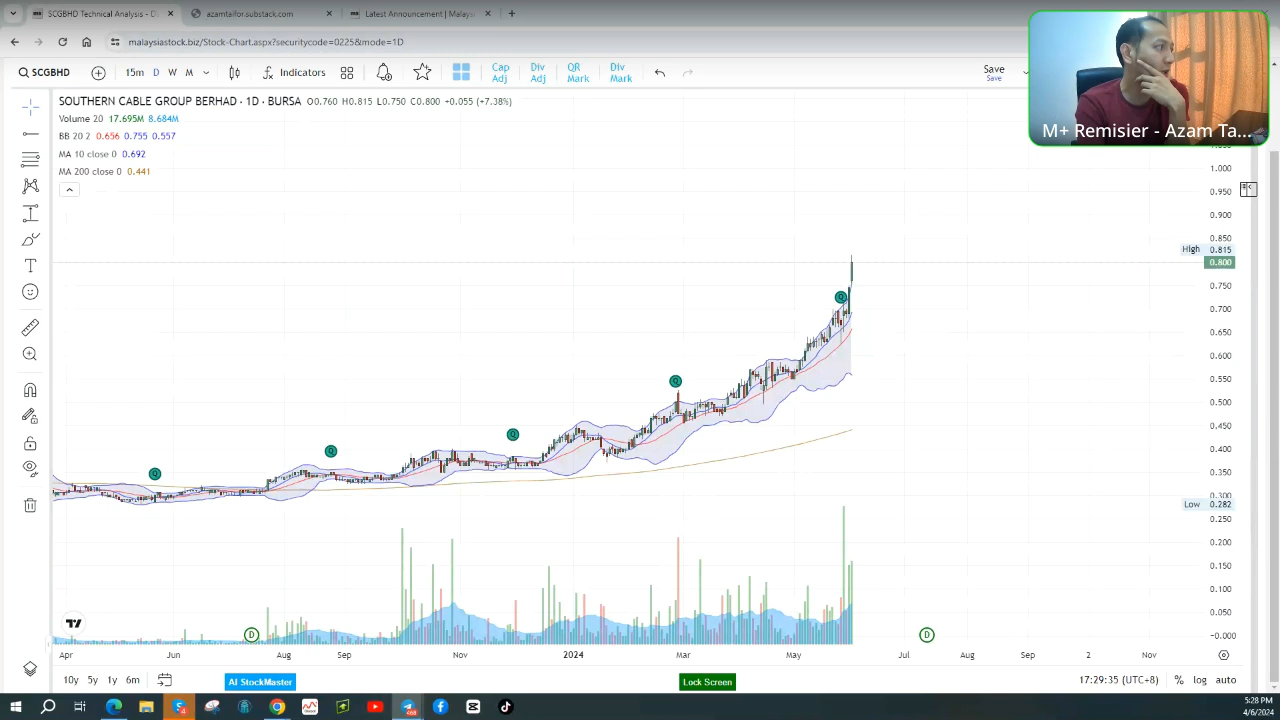 SCGBHD Technical Analysis - D
azamtaifor.substack.com
Latest Announcement | Malays
malaysiastock.biz/Stock-Chart.aspx?securitycode=0225&mode=1D
SCGBHD 15m D W M Indicators Cap Adj Div Adj QR Mark Div Mark Save Save
M+ Remisier - Azam Ta...
SOUTHERN CABLE GROUP BERHAD · 1D · BURSA O0.760 H0.815 L0.750 C0.800 +0.055 (+7.38%)
Volume 20 17.695M 8.684M
BB 20 2 0.656 0.755 0.557
MA 10 close 0 0.692
MA 200 close 0 0.441
1.000
0.950
0.900
0.850
High 0.815
0.800
0.750
0.700
0.650
0.600
0.550
0.500
0.450
0.400
0.350
0.300
Low 0.282
0.250
0.200
0.150
0.100
0.050
-0.000
Q Q Q Q Q
D D
Apr Jun Aug Sep Nov 2024 Mar May Jul Aug Sep 2 Nov
10y 5y 1y 6m 17:29:35 (UTC+8) % log auto
AI StockMaster Lock Screen
5:28 PM
4/6/2024